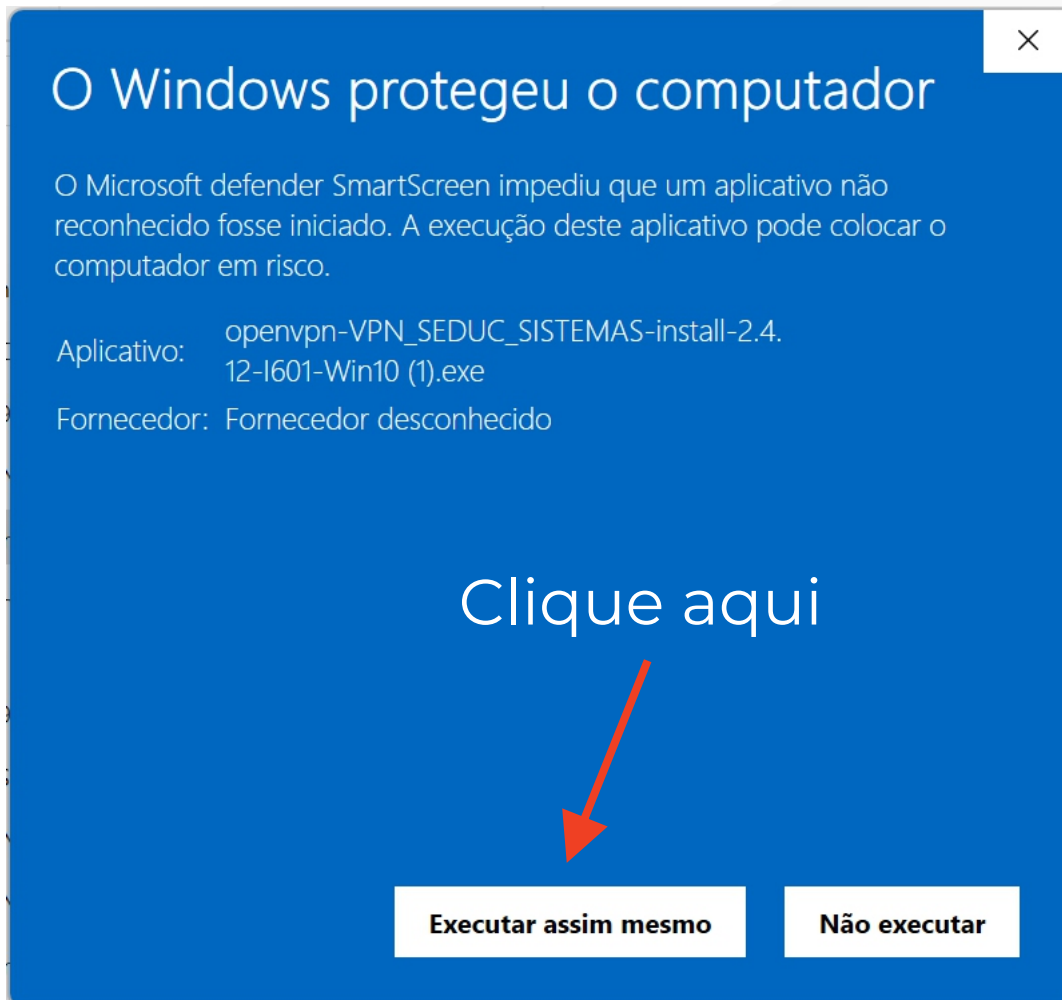 O Windows protegeu o computador
O Microsoft defender SmartScreen impediu que um aplicativo não
reconhecido fosse iniciado. A execução deste aplicativo pode colocar o
computador em risco.
Aplicativo: openvpn-VPN_SEDUC_SISTEMAS-install-2.4.
12-I601-Win10 (1).exe
Fornecedor: Fornecedor desconhecido
Clique aqui
Executar assim mesmo
Não executar